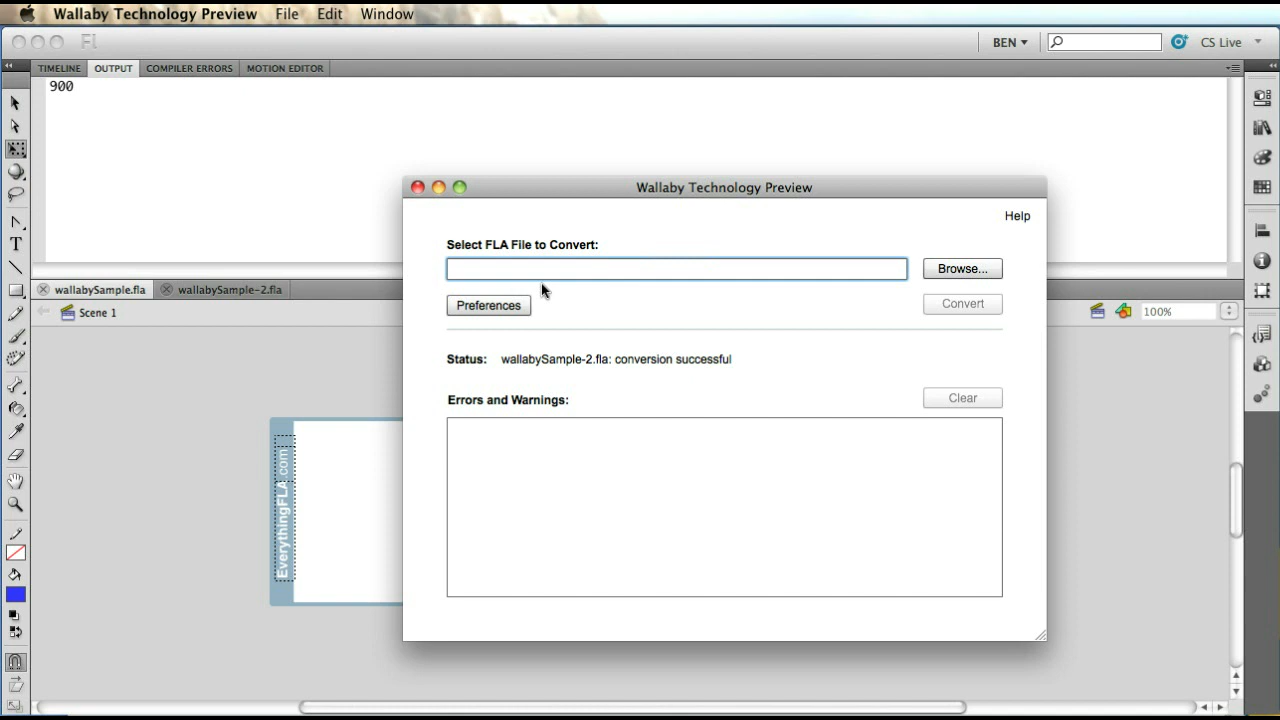 Wallaby Technology Preview File Edit Window
Fl BEN CS Live
TIMELINE OUTPUT COMPILER ERRORS MOTION EDITOR
900
Wallaby Technology Preview
Help
Select FLA File to Convert:
Browse...
Preferences Convert
wallabySample.fla wallabySample-2.fla
Scene 1 100%
Status: wallabySample-2.fla: conversion successful
Errors and Warnings: Clear
EverythingFLA.com
T